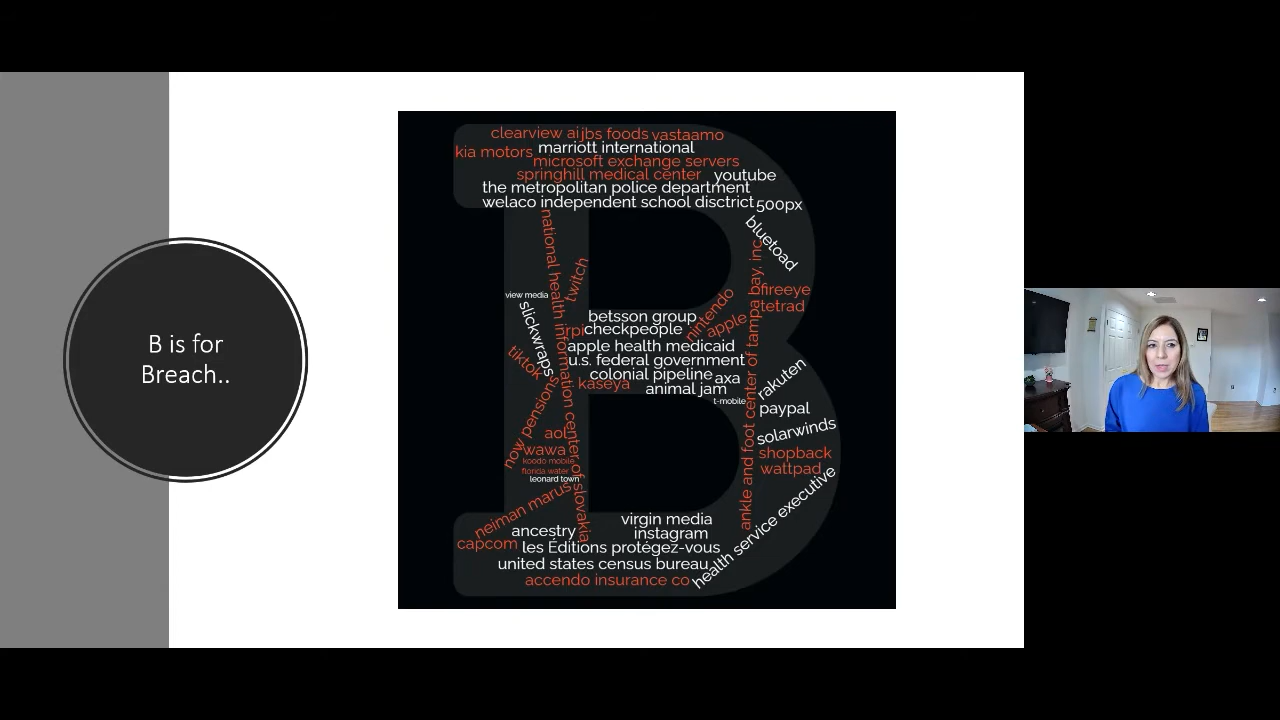 B is for
Breach..
clearview ai jbs foods vastaamo
kia motors marriott international
microsoft exchange servers
springhill medical center youtube
the metropolitan police department
welaco independent school disctrict 500px
bluetoad
national health information center of slovakia
twitch
ankle and foot center of tampa bay, inc
fireeye
tetrad
view media
slickwraps
nintendo
apple
betsson group
rpi checkpeople
apple health medicaid
u.s. federal government
colonial pipeline axa
kaseya animal jam
t-mobile
tiktok
rakuten
paypal
now pensions
solarwinds
aol
wawa
shopback
koodo mobile
wattpad
florida water
leonard town
health service executive
neiman marus
virgin media
ancestry instagram
capcom les Éditions protégez-vous
united states census bureau
accendo insurance co